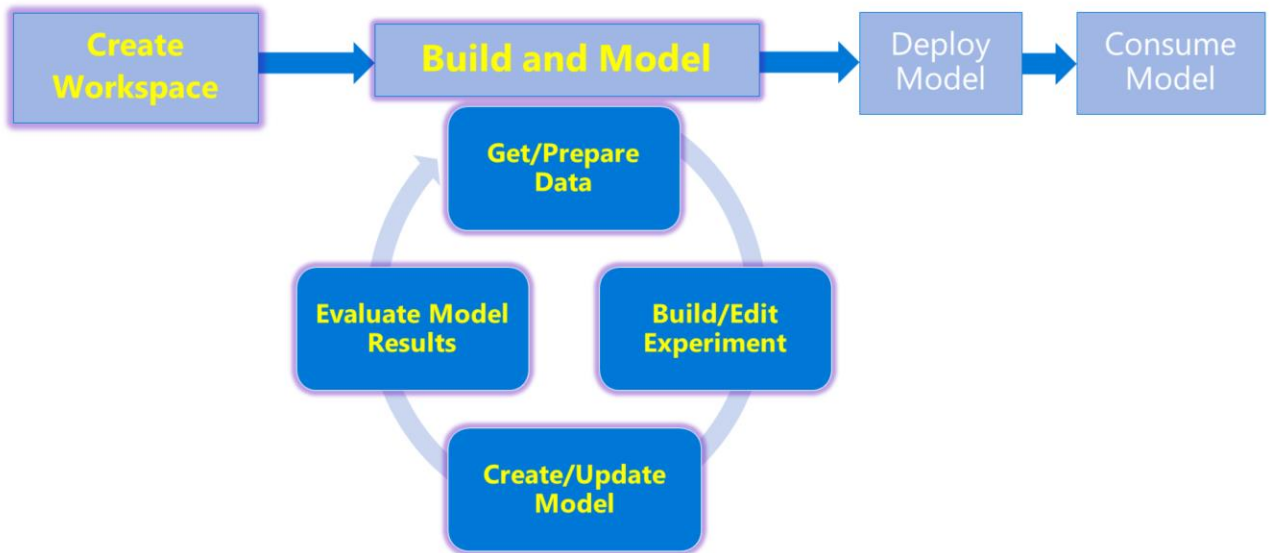 Create
Workspace
Build and Model
Deploy
Model
Consume
Model
Get/Prepare
Data
Evaluate Model
Results
Build/Edit
Experiment
Create/Update
Model